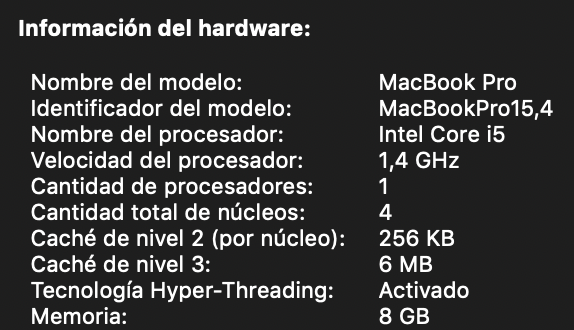 Información del hardware:
Nombre del modelo: MacBook Pro
Identificador del modelo: MacBookPro15,4
Nombre del procesador: Intel Core i5
Velocidad del procesador: 1,4 GHz
Cantidad de procesadores: 1
Cantidad total de núcleos: 4
Caché de nivel 2 (por núcleo): 256 KB
Caché de nivel 3: 6 MB
Tecnología Hyper-Threading: Activado
Memoria: 8 GB